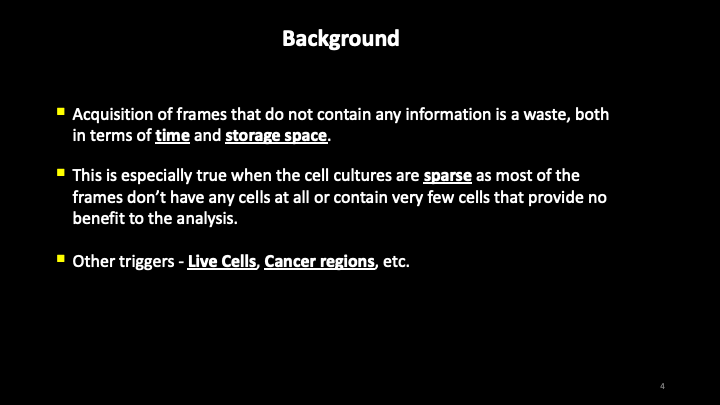 Background
Acquisition of frames that do not contain any information is a waste, both
in terms of time and storage space.
This is especially true when the cell cultures are sparse as most of the
frames don’t have any cells at all or contain very few cells that provide no
benefit to the analysis.
Other triggers - Live Cells, Cancer regions, etc.
4